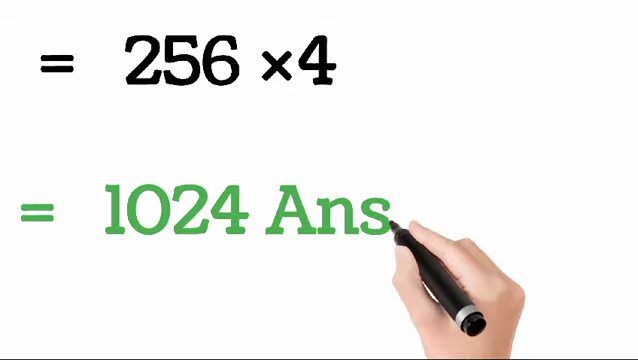 = 256 ×4
= 1024 Ans